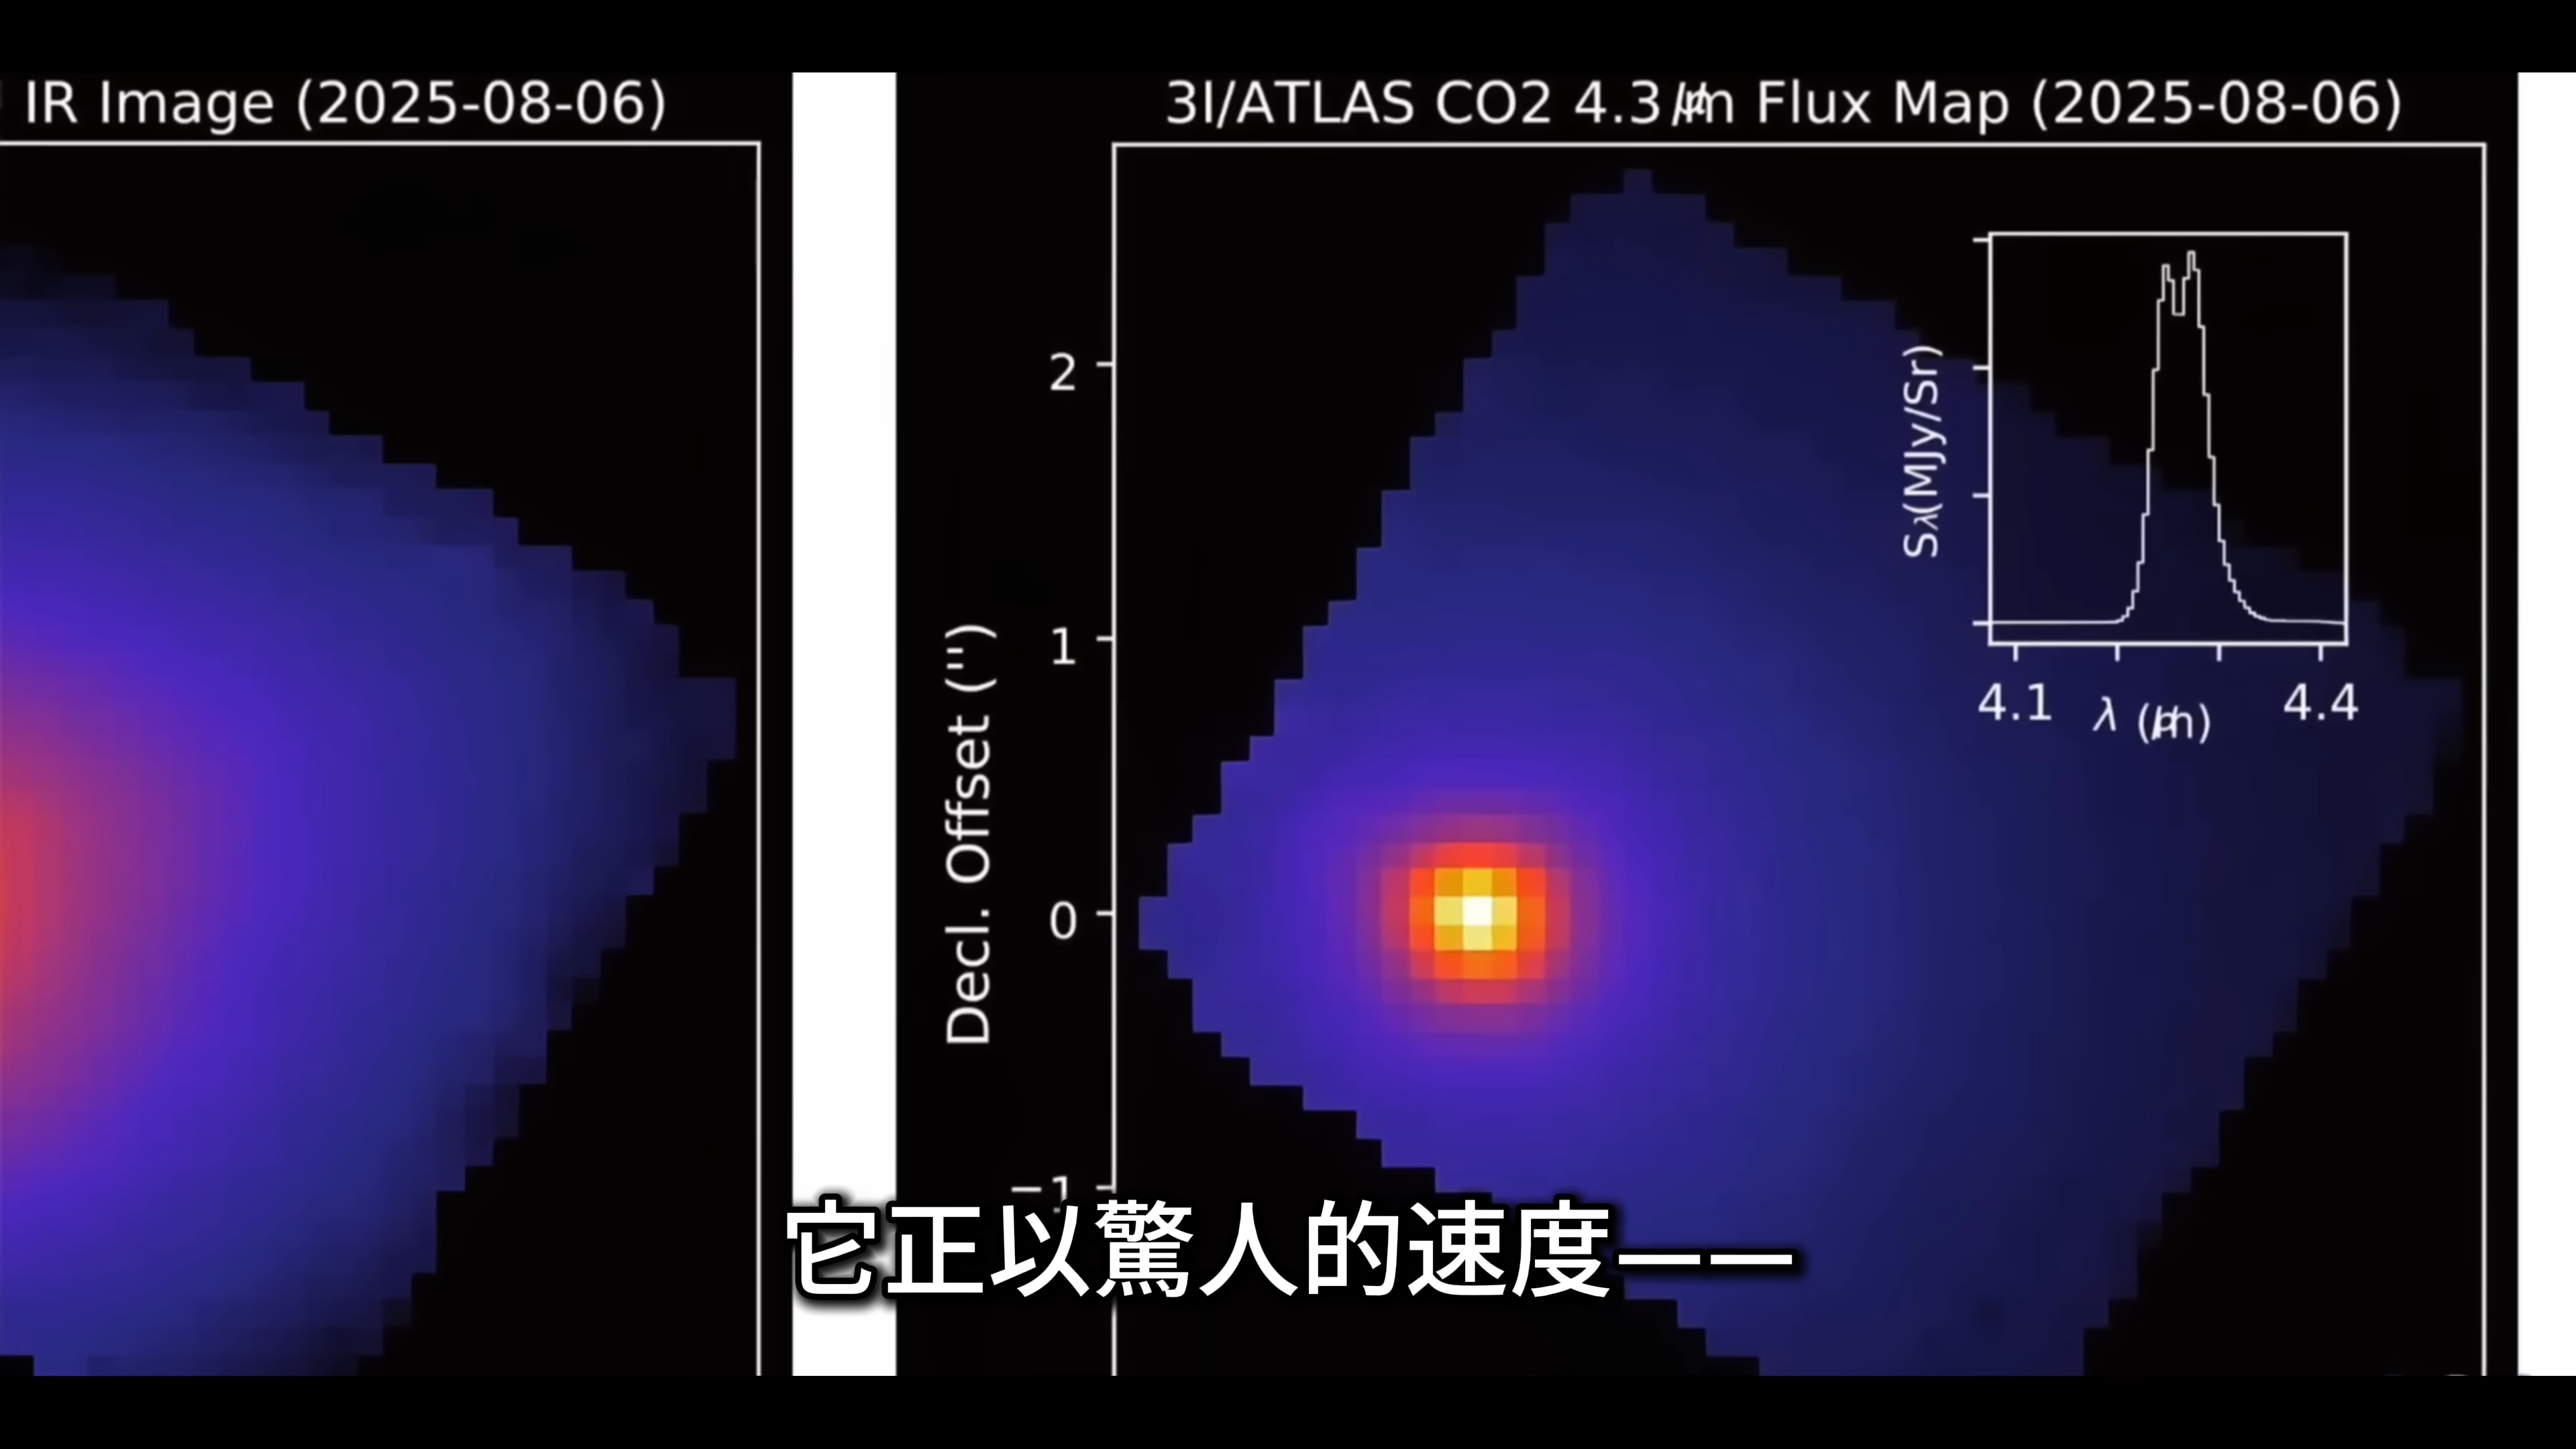 IR Image (2025-08-06)
3I/ATLAS CO2 4.3 μm Flux Map (2025-08-06)
Decl. Offset ('')
2
1
0
−1
Sλ(MJy/Sr)
4.1
λ (μm)
4.4
它正以驚人的速度——